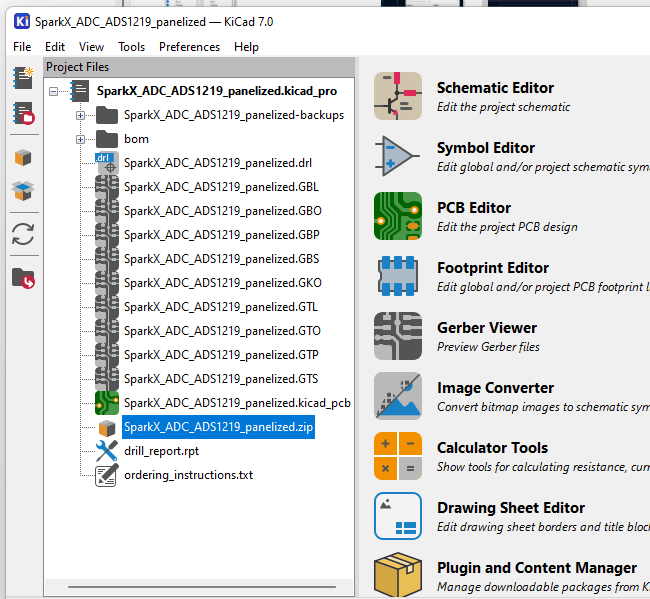 SparkX_ADC_ADS1219_panelized — KiCad 7.0
File Edit View Tools Preferences Help
Project Files
SparkX_ADC_ADS1219_panelized.kicad_pro
SparkX_ADC_ADS1219_panelized-backups
bom
drl
SparkX_ADC_ADS1219_panelized.drl
SparkX_ADC_ADS1219_panelized.GBL
SparkX_ADC_ADS1219_panelized.GBO
SparkX_ADC_ADS1219_panelized.GBP
SparkX_ADC_ADS1219_panelized.GBS
SparkX_ADC_ADS1219_panelized.GKO
SparkX_ADC_ADS1219_panelized.GTL
SparkX_ADC_ADS1219_panelized.GTO
SparkX_ADC_ADS1219_panelized.GTP
SparkX_ADC_ADS1219_panelized.GTS
SparkX_ADC_ADS1219_panelized.kicad_pcb
SparkX_ADC_ADS1219_panelized.zip
drill_report.rpt
ordering_instructions.txt
Schematic Editor
Edit the project schematic
Symbol Editor
Edit global and/or project schematic sym
PCB Editor
Edit the project PCB design
Footprint Editor
Edit global and/or project PCB footprint l
Gerber Viewer
Preview Gerber files
Image Converter
Convert bitmap images to schematic sym
Calculator Tools
Show tools for calculating resistance, curr
Drawing Sheet Editor
Edit drawing sheet borders and title bloc
Plugin and Content Manager
Manage downloadable packages from K